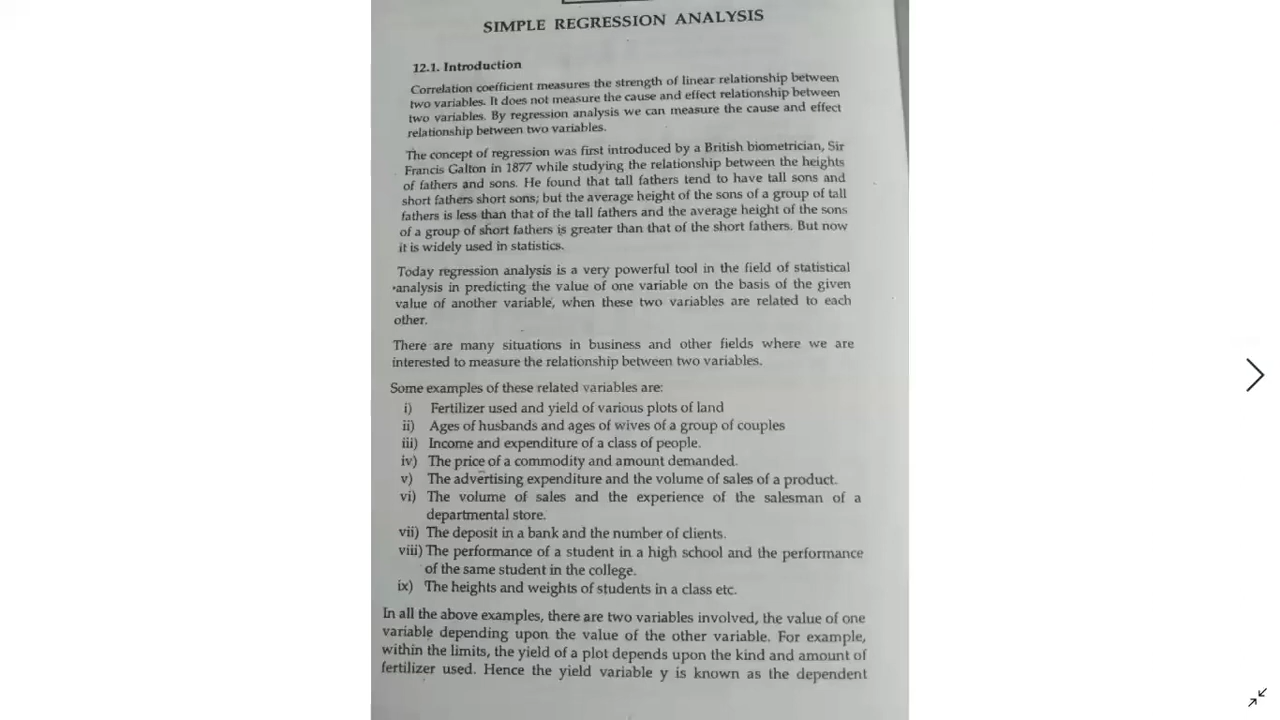 SIMPLE REGRESSION ANALYSIS
12.1. Introduction
Correlation coefficient measures the strength of linear relationship between
two variables. It does not measure the cause and effect relationship between
two variables. By regression analysis we can measure the cause and effect
relationship between two variables.
The concept of regression was first introduced by a British biometrician, Sir
Francis Galton in 1877 while studying the relationship between the heights
of fathers and sons. He found that tall fathers tend to have tall sons and
short fathers short sons; but the average height of the sons of a group of tall
fathers is less than that of the tall fathers and the average height of the sons
of a group of short fathers is greater than that of the short fathers. But now
it is widely used in statistics.
Today regression analysis is a very powerful tool in the field of statistical
analysis in predicting the value of one variable on the basis of the given
value of another variable, when these two variables are related to each
other.
There are many situations in business and other fields where we are
interested to measure the relationship between two variables.
Some examples of these related variables are:
i) Fertilizer used and yield of various plots of land
ii) Ages of husbands and ages of wives of a group of couples
iii) Income and expenditure of a class of people.
iv) The price of a commodity and amount demanded.
v) The advertising expenditure and the volume of sales of a product.
vi) The volume of sales and the experience of the salesman of a
departmental store.
vii) The deposit in a bank and the number of clients.
viii) The performance of a student in a high school and the performance
of the same student in the college.
ix) The heights and weights of students in a class etc.
In all the above examples, there are two variables involved, the value of one
variable depending upon the value of the other variable. For example,
within the limits, the yield of a plot depends upon the kind and amount of
fertilizer used. Hence the yield variable y is known as the dependent